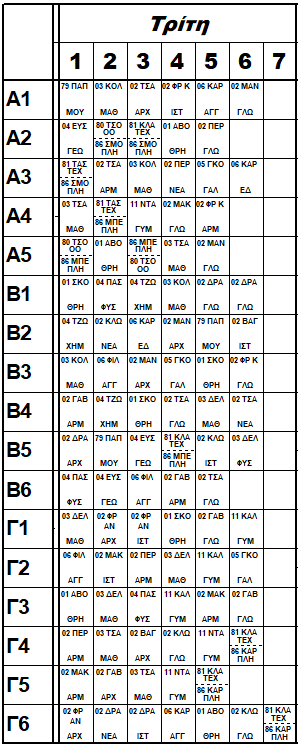 Τρίτη
1 2 3 4 5 6 7
Α1
79 ΠΑΠ 03 ΚΟΛ 02 ΤΣΑ 02 ΦΡ Κ 06 ΚΑΡ 02 ΜΑΝ
ΜΟΥ ΜΑΘ ΑΡΧ ΙΣΤ ΑΓΓ ΓΛΩ
Α2
04 ΕΥΣ 80 ΤΣΟ ΟΟ 81 ΚΛΑ ΤΕΧ 01 ΑΒΟ 02 ΠΕΡ
ΓΕΩ 86 ΣΜΟ ΠΛΗ 86 ΣΜΟ ΠΛΗ ΘΡΗ ΓΛΩ
Α3
81 ΤΑΣ ΤΕΧ 02 ΤΣΑ 03 ΚΟΛ 02 ΠΕΡ 05 ΓΚΟ 06 ΚΑΡ
86 ΣΜΟ ΠΛΗ ΑΡΜ ΜΑΘ ΝΕΑ ΓΑΛ ΕΔ
Α4
03 ΤΣΑ 81 ΤΑΣ ΤΕΧ 11 ΝΤΑ 02 ΜΑΚ 02 ΦΡ Κ
ΜΑΘ 86 ΜΠΕ ΠΛΗ ΓΥΜ ΓΛΩ ΑΡΜ
Α5
80 ΤΣΟ ΟΟ 01 ΑΒΟ 86 ΜΠΕ ΠΛΗ 03 ΤΣΑ 02 ΜΑΝ
86 ΜΠΕ ΠΛΗ ΘΡΗ 80 ΤΣΟ ΟΟ ΜΑΘ ΓΛΩ
Β1
01 ΣΚΟ 04 ΠΑΣ 04 ΤΖΩ 03 ΚΟΛ 02 ΔΡΑ 02 ΔΡΑ
ΘΡΗ ΦΥΣ ΧΗΜ ΜΑΘ ΓΛΩ ΓΛΩ
Β2
04 ΤΖΩ 02 ΚΛΩ 06 ΚΑΡ 02 ΜΑΝ 79 ΠΑΠ 02 ΒΑΓ
ΧΗΜ ΝΕΑ ΕΔ ΑΡΧ ΜΟΥ ΙΣΤ
Β3
03 ΚΟΛ 06 ΦΙΛ 02 ΜΑΝ 05 ΓΚΟ 01 ΣΚΟ 02 ΦΡ Κ
ΜΑΘ ΑΓΓ ΑΡΧ ΓΑΛ ΘΡΗ ΓΛΩ
Β4
02 ΓΑΒ 04 ΤΖΩ 01 ΣΚΟ 02 ΤΣΑ 03 ΔΕΛ 02 ΤΣΑ
ΑΡΜ ΧΗΜ ΘΡΗ ΓΛΩ ΜΑΘ ΝΕΑ
Β5
02 ΔΡΑ 79 ΠΑΠ 04 ΕΥΣ 81 ΚΛΑ ΤΕΧ 02 ΚΛΩ 03 ΔΕΛ
ΑΡΧ ΜΟΥ ΓΕΩ 86 ΜΠΕ ΠΛΗ ΙΣΤ ΦΥΣ
Β6
04 ΠΑΣ 04 ΕΥΣ 06 ΦΙΛ 02 ΓΑΒ 02 ΤΣΑ
ΦΥΣ ΓΕΩ ΑΓΓ ΑΡΜ ΓΛΩ
Γ1
03 ΔΕΛ 02 ΦΡ ΑΝ 02 ΦΡ ΑΝ 01 ΣΚΟ 02 ΓΑΒ 11 ΚΑΛ
ΜΑΘ ΑΡΧ ΙΣΤ ΘΡΗ ΓΛΩ ΓΥΜ
Γ2
06 ΦΙΛ 02 ΜΑΚ 02 ΠΕΡ 03 ΔΕΛ 11 ΚΑΛ 05 ΓΚΟ
ΑΓΓ ΙΣΤ ΑΡΜ ΜΑΘ ΓΥΜ ΓΑΛ
Γ3
01 ΑΒΟ 03 ΔΕΛ 04 ΠΑΣ 11 ΚΑΛ 02 ΜΑΚ 02 ΓΑΒ
ΘΡΗ ΜΑΘ ΦΥΣ ΓΥΜ ΑΡΜ ΓΛΩ
Γ4
02 ΠΕΡ 03 ΤΣΑ 02 ΒΑΓ 02 ΚΛΩ 11 ΝΤΑ 81 ΚΛΑ ΤΕΧ
ΑΡΜ ΜΑΘ ΑΡΧ ΓΛΩ ΓΥΜ 86 ΚΑΡ ΠΛΗ
Γ5
02 ΜΑΚ 02 ΓΑΒ 03 ΤΣΑ 11 ΝΤΑ 81 ΚΛΑ ΤΕΧ
ΑΡΜ ΑΡΧ ΜΑΘ ΓΥΜ 86 ΚΑΡ ΠΛΗ
Γ6
02 ΦΡ ΑΝ 02 ΔΡΑ 02 ΔΡΑ 06 ΚΑΡ 01 ΑΒΟ 02 ΚΛΩ 81 ΚΛΑ ΤΕΧ
ΑΡΧ ΝΕΑ ΙΣΤ ΑΓΓ ΘΡΗ ΓΛΩ 86 ΚΑΡ ΠΛΗ